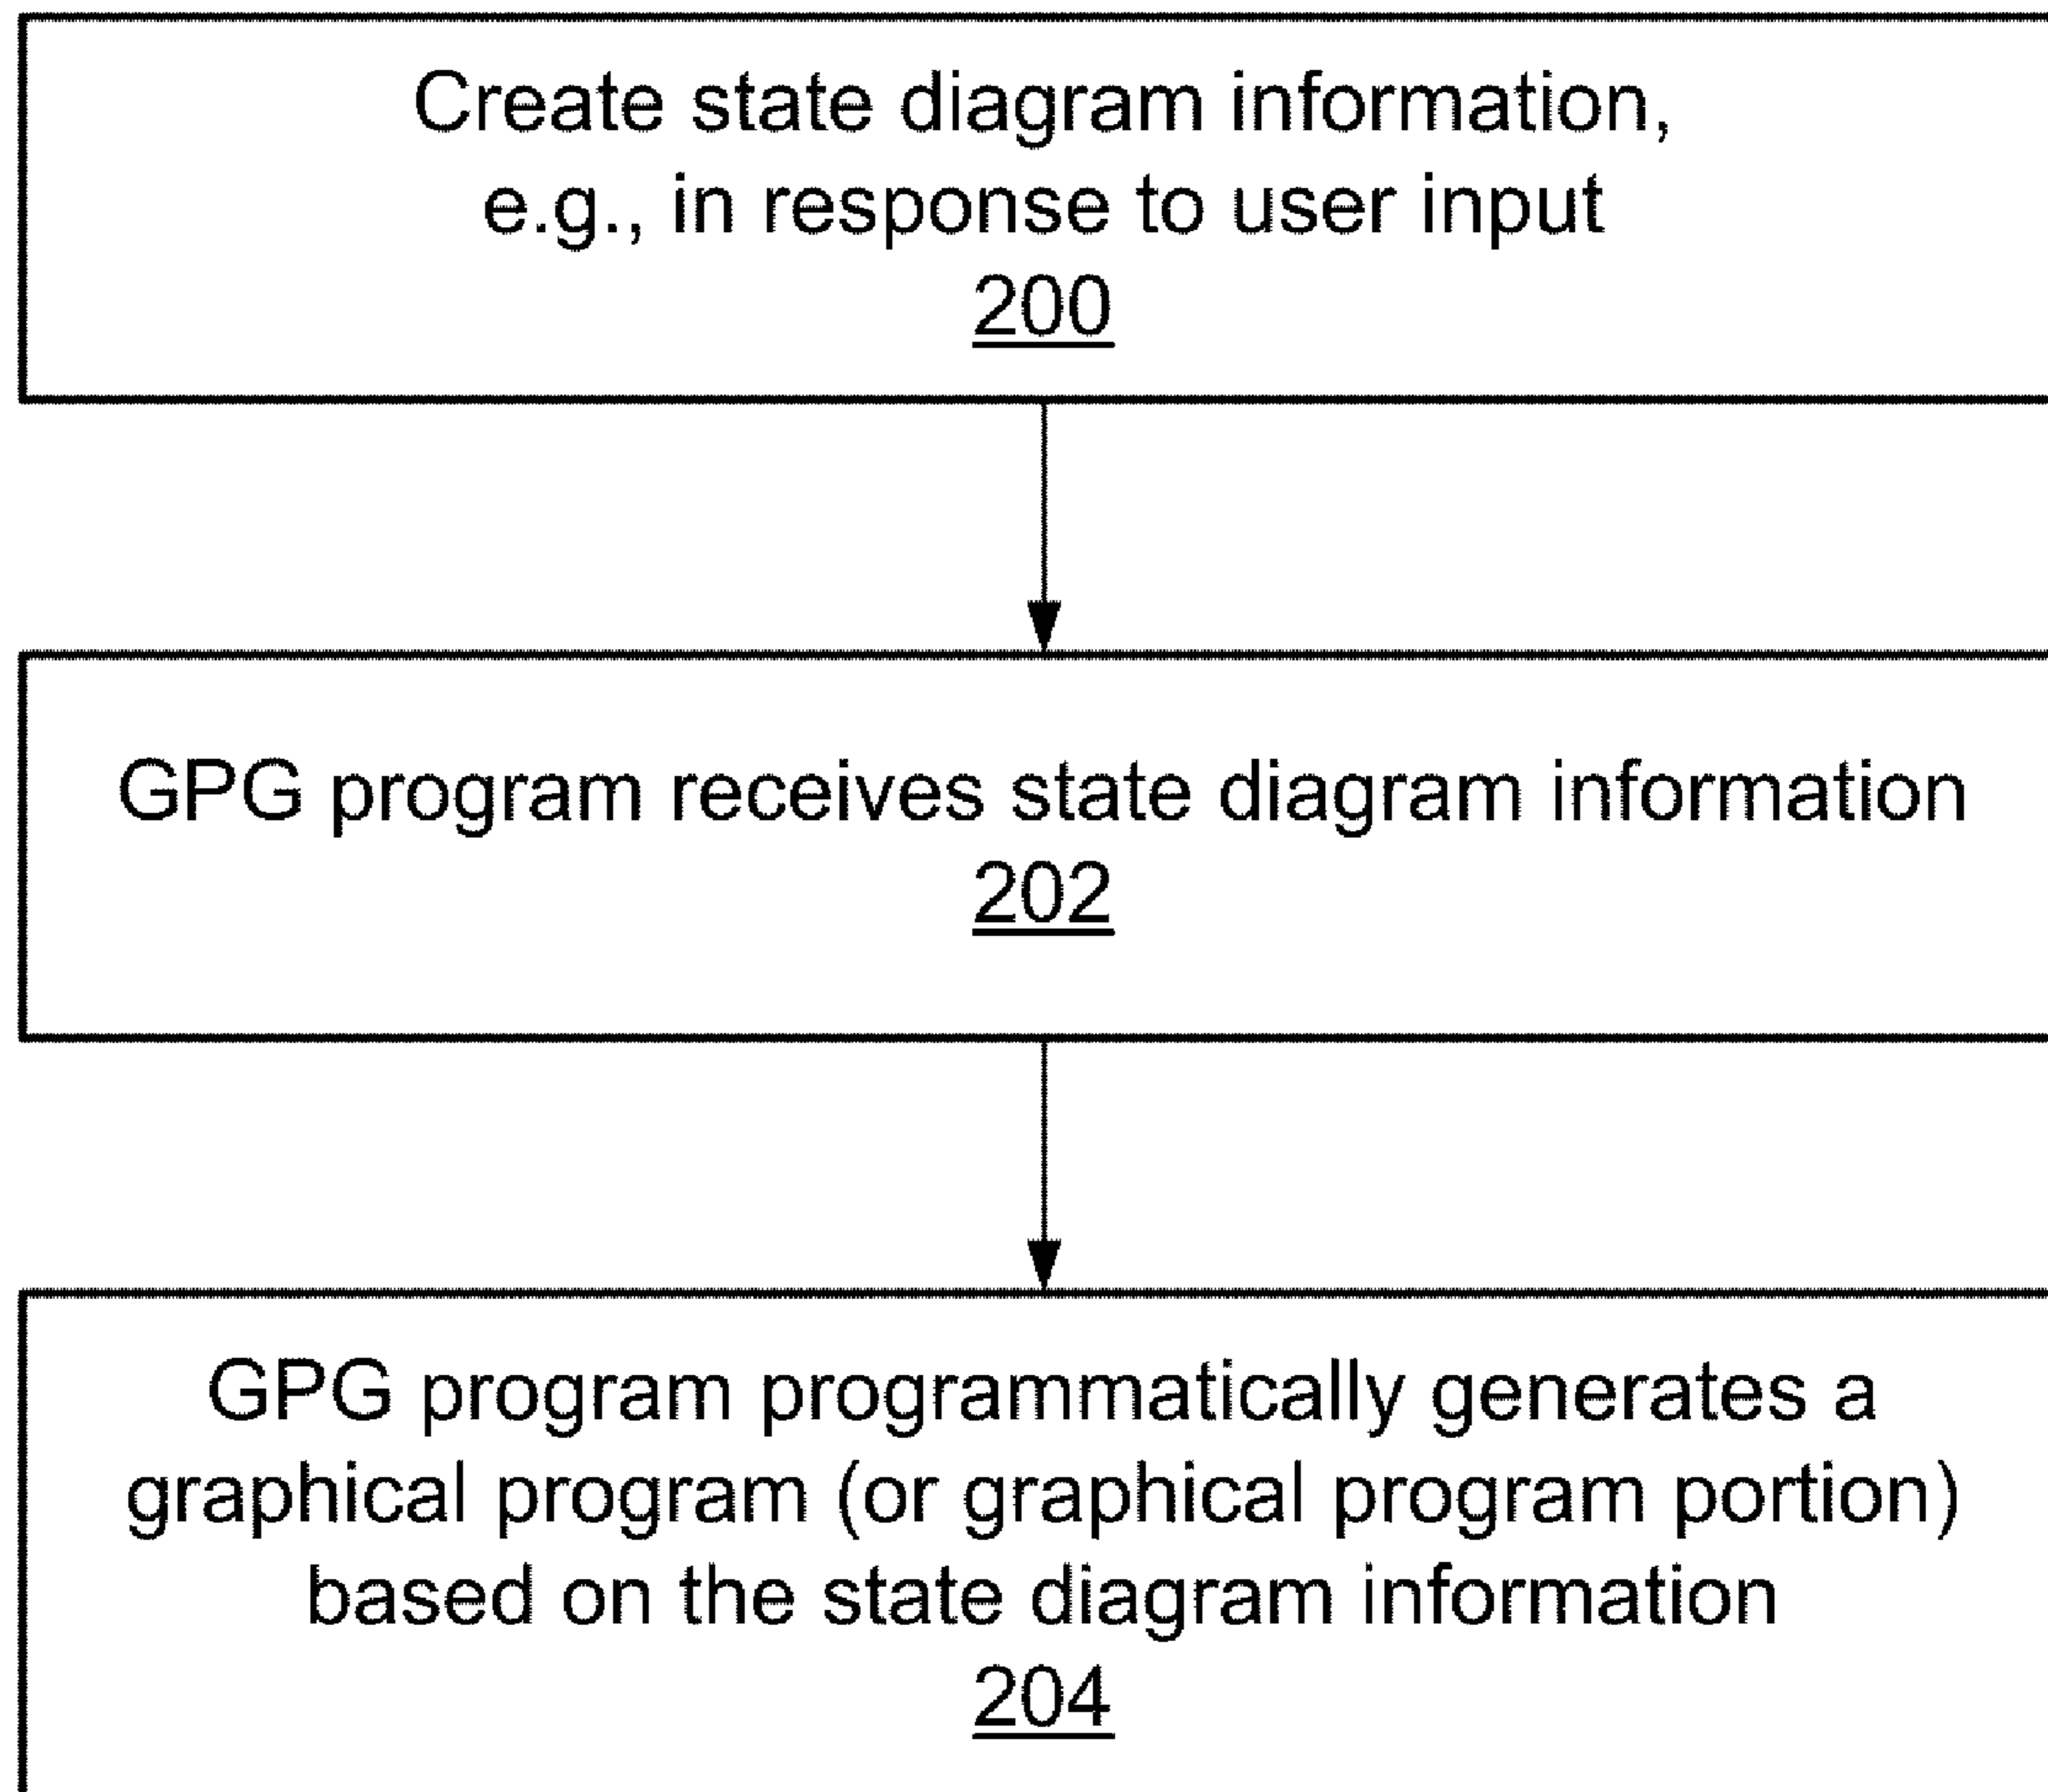 Create state diagram information,
e.g., in response to user input
200
GPG program receives state diagram information
202
GPG program programmatically generates a
graphical program (or graphical program portion)
based on the state diagram information
204